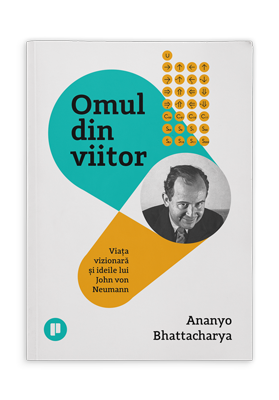 Omul
din
viitor
Viața
vizionară
și ideile lui
John von
Neumann
Ananyo
Bhattacharya
p